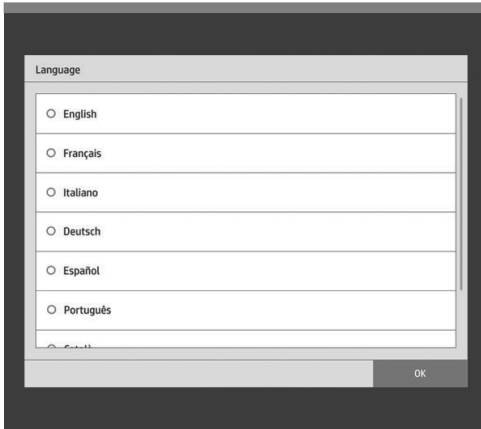 Language
English
Français
Italiano
Deutsch
Español
Português
OK